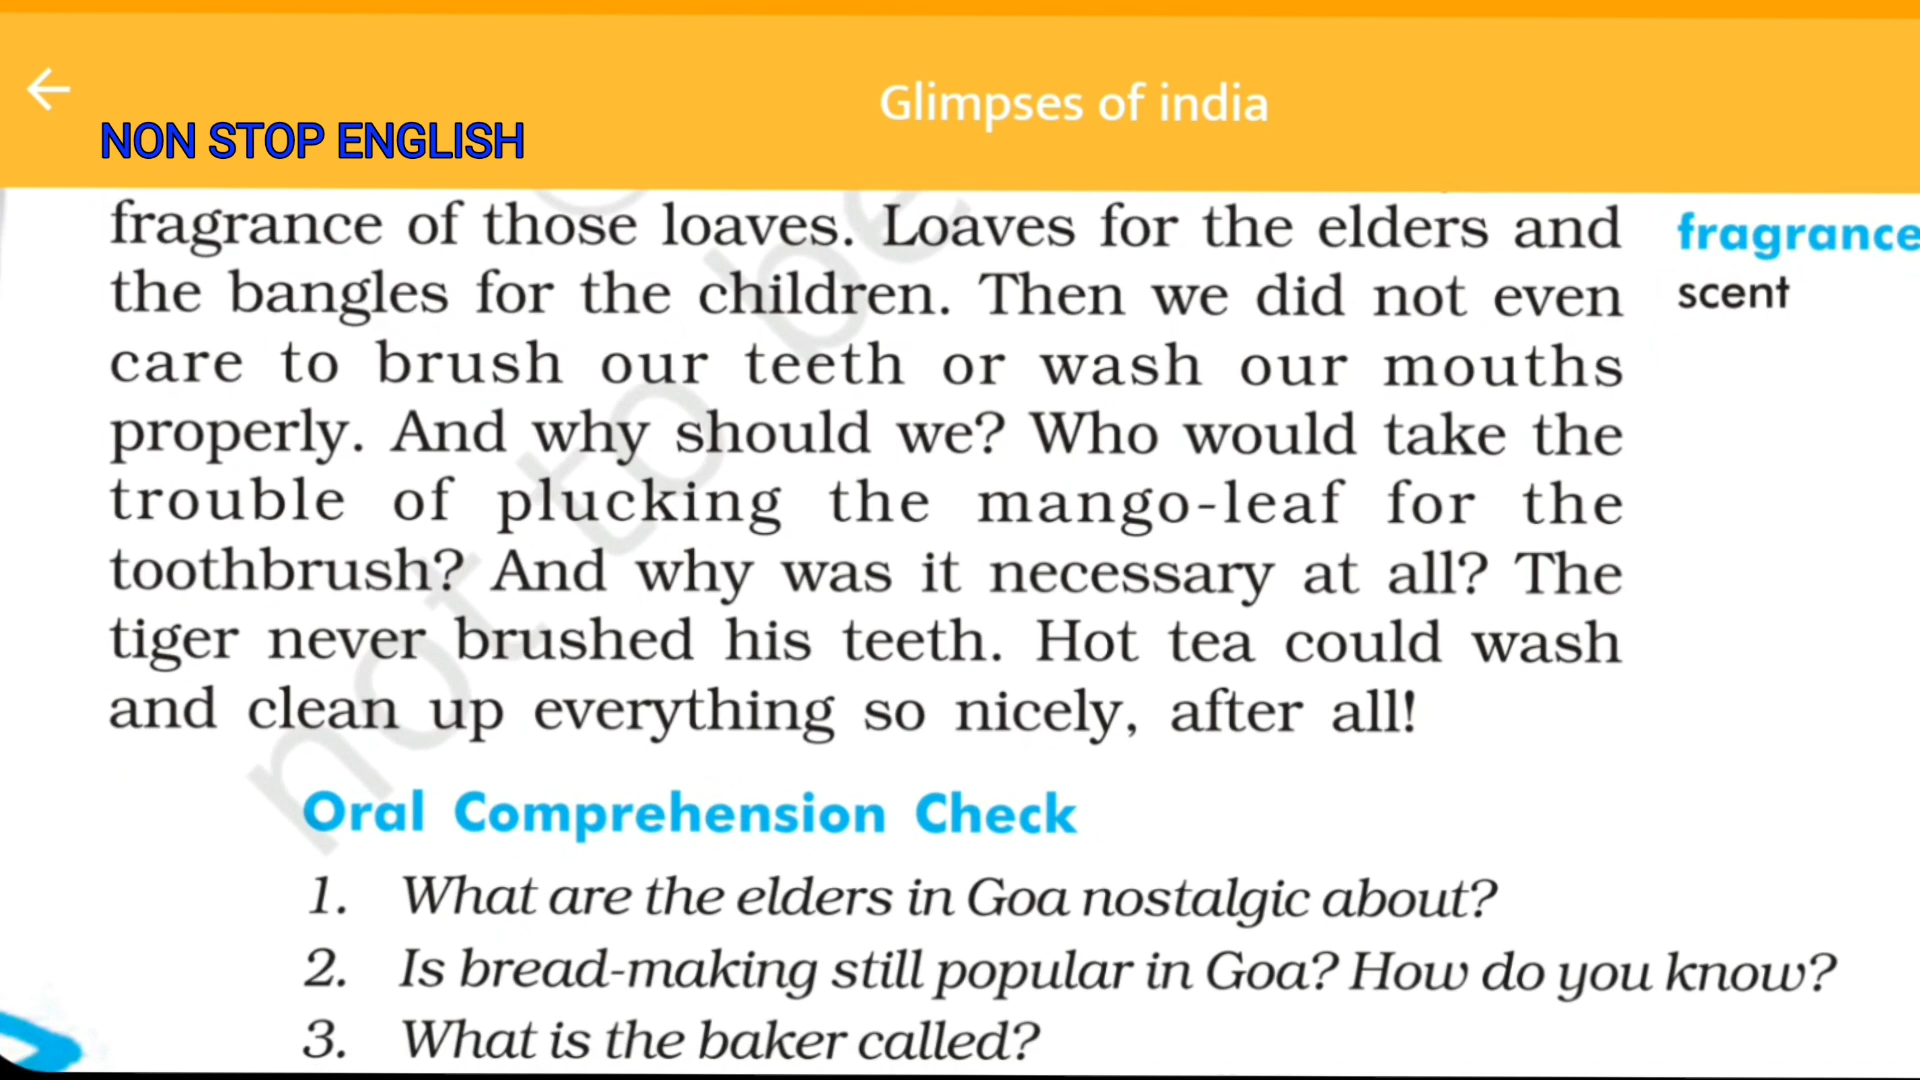 Glimpses of india
NON STOP ENGLISH
fragrance of those loaves. Loaves for the elders and
the bangles for the children. Then we did not even
care to brush our teeth or wash our mouths
properly. And why should we? Who would take the
trouble of plucking the mango-leaf for the
toothbrush? And why was it necessary at all? The
tiger never brushed his teeth. Hot tea could wash
and clean up everything so nicely, after all!
fragrance
scent
Oral Comprehension Check
1. What are the elders in Goa nostalgic about?
2. Is bread-making still popular in Goa? How do you know?
3. What is the baker called?
not to be